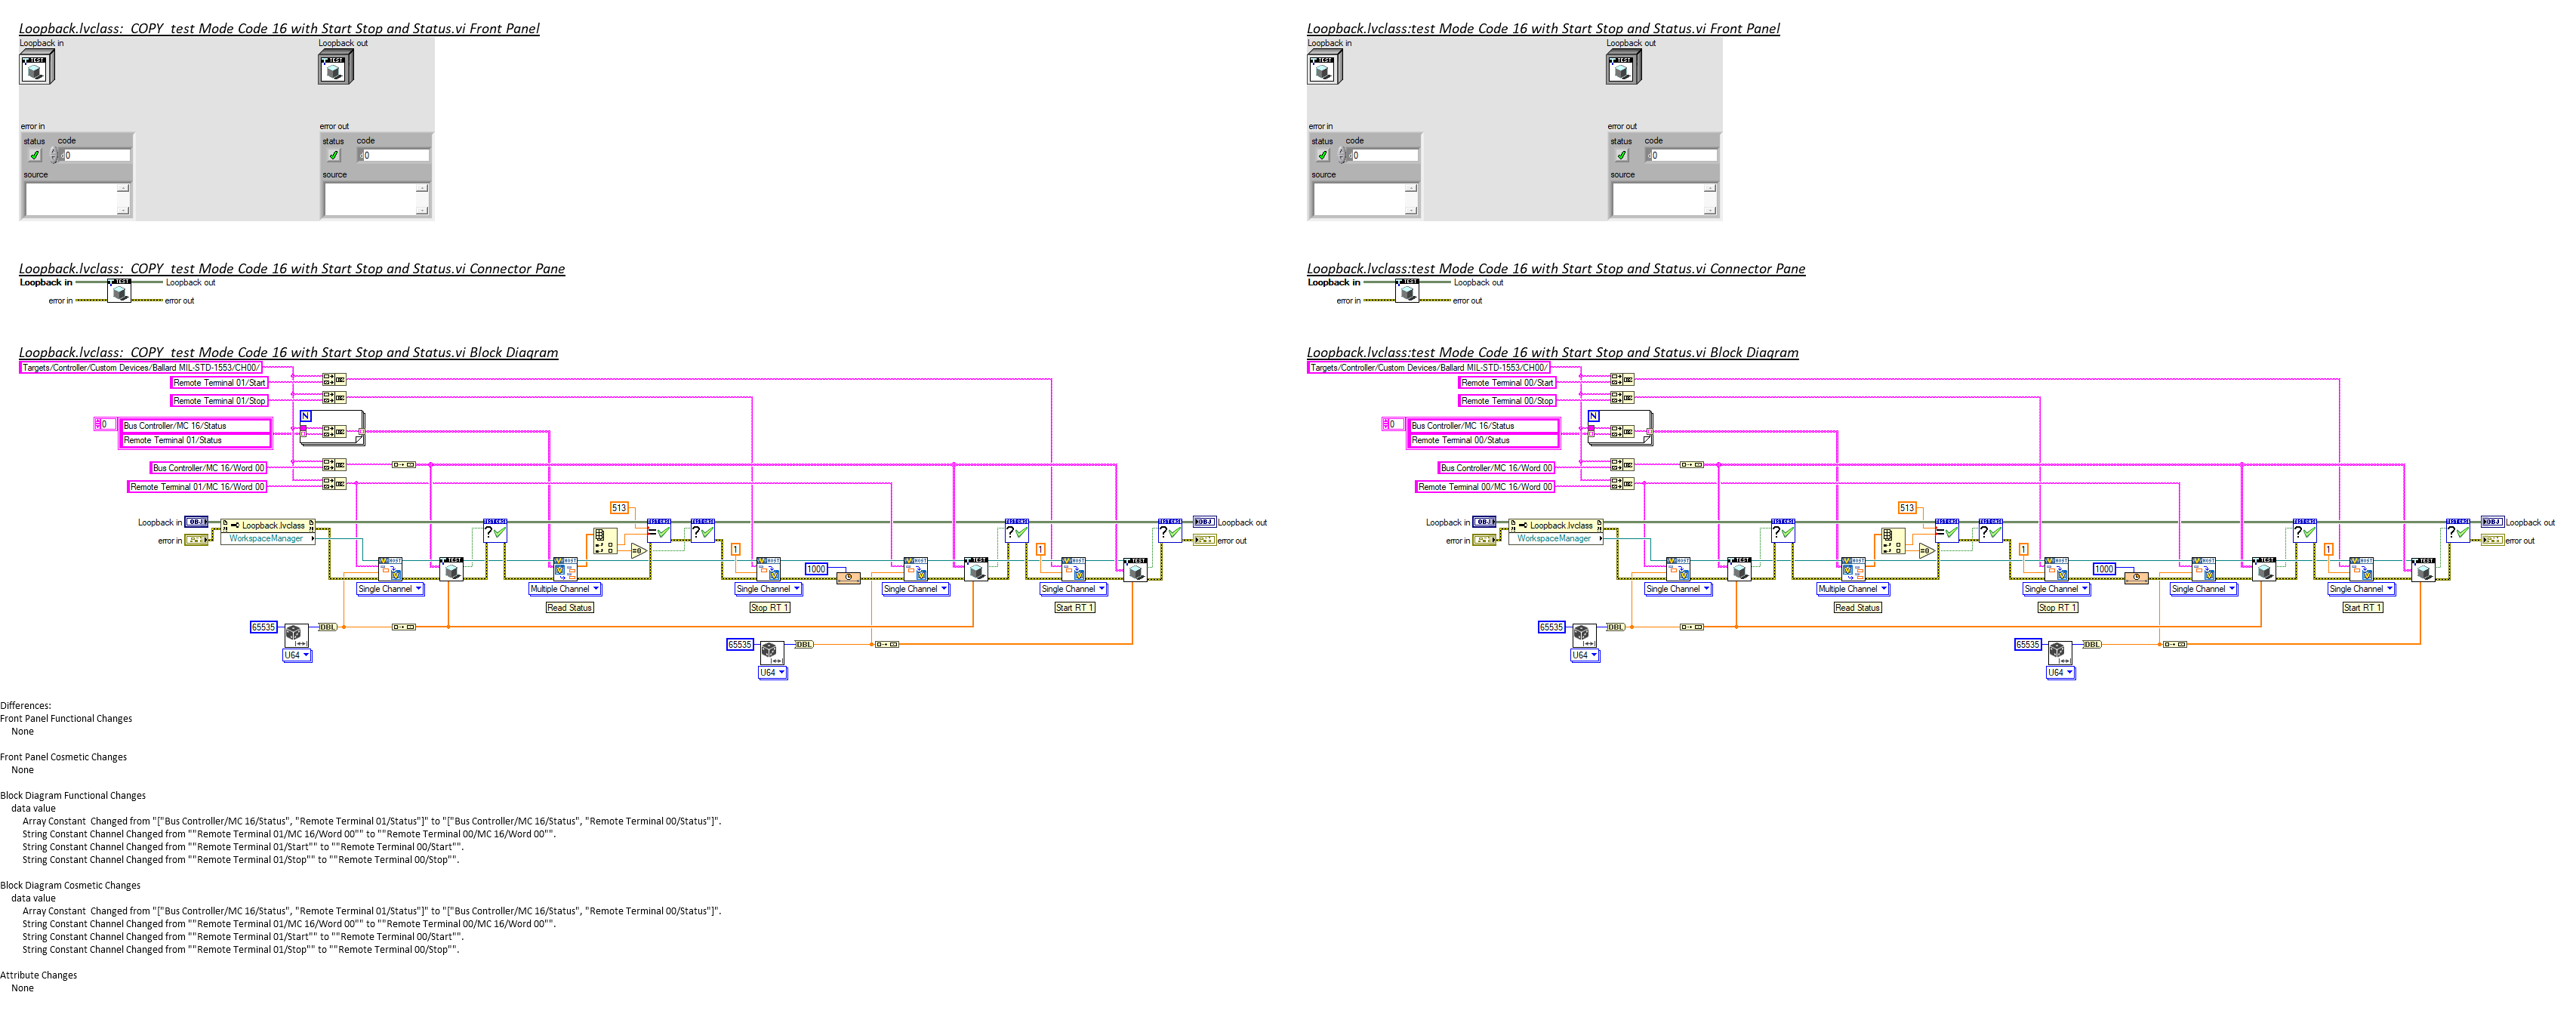 Loopback.lvclass:  COPY  test Mode Code 16 with Start Stop and Status.vi Front Panel
Loopback in
Loopback out
TEST
TEST
error in
error out
status
code
status
code
0
0
source
source
Loopback.lvclass:  COPY  test Mode Code 16 with Start Stop and Status.vi Connector Pane
Loopback in
TEST
Loopback out
error in
error out
Loopback.lvclass:  COPY  test Mode Code 16 with Start Stop and Status.vi Block Diagram
Targets/Controller/Custom Devices/Ballard MIL-STD-1553/CH00/
Remote Terminal 01/Start
Remote Terminal 01/Stop
N
0
Bus Controller/MC 16/Status
Remote Terminal 01/Status
Bus Controller/MC 16/Word 00
Remote Terminal 01/MC 16/Word 00
513
Loopback in
OBJ
Loopback.lvclass
OBJ
Loopback out
error in
WorkspaceManager
error out
1
1
1000
Single Channel
Multiple Channel
Single Channel
Single Channel
Single Channel
Read Status
Stop RT 1
Start RT 1
65535
DBL
U64
65535
DBL
U64
Loopback.lvclass:test Mode Code 16 with Start Stop and Status.vi Front Panel
Loopback in
Loopback out
TEST
TEST
error in
error out
status
code
status
code
0
0
source
source
Loopback.lvclass:test Mode Code 16 with Start Stop and Status.vi Connector Pane
Loopback in
TEST
Loopback out
error in
error out
Loopback.lvclass:test Mode Code 16 with Start Stop and Status.vi Block Diagram
Targets/Controller/Custom Devices/Ballard MIL-STD-1553/CH00/
Remote Terminal 00/Start
Remote Terminal 00/Stop
N
0
Bus Controller/MC 16/Status
Remote Terminal 00/Status
Bus Controller/MC 16/Word 00
Remote Terminal 00/MC 16/Word 00
513
Loopback in
OBJ
Loopback.lvclass
OBJ
Loopback out
error in
WorkspaceManager
error out
1
1
1000
Single Channel
Multiple Channel
Single Channel
Single Channel
Single Channel
Read Status
Stop RT 1
Start RT 1
65535
DBL
U64
65535
DBL
U64
Differences:
Front Panel Functional Changes
None
Front Panel Cosmetic Changes
None
Block Diagram Functional Changes
data value
Array Constant  Changed from "["Bus Controller/MC 16/Status", "Remote Terminal 01/Status"]" to "["Bus Controller/MC 16/Status", "Remote Terminal 00/Status"]".
String Constant Channel Changed from ""Remote Terminal 01/MC 16/Word 00"" to ""Remote Terminal 00/MC 16/Word 00"".
String Constant Channel Changed from ""Remote Terminal 01/Start"" to ""Remote Terminal 00/Start"".
String Constant Channel Changed from ""Remote Terminal 01/Stop"" to ""Remote Terminal 00/Stop"".
Block Diagram Cosmetic Changes
data value
Array Constant  Changed from "["Bus Controller/MC 16/Status", "Remote Terminal 01/Status"]" to "["Bus Controller/MC 16/Status", "Remote Terminal 00/Status"]".
String Constant Channel Changed from ""Remote Terminal 01/MC 16/Word 00"" to ""Remote Terminal 00/MC 16/Word 00"".
String Constant Channel Changed from ""Remote Terminal 01/Start"" to ""Remote Terminal 00/Start"".
String Constant Channel Changed from ""Remote Terminal 01/Stop"" to ""Remote Terminal 00/Stop"".
Attribute Changes
None